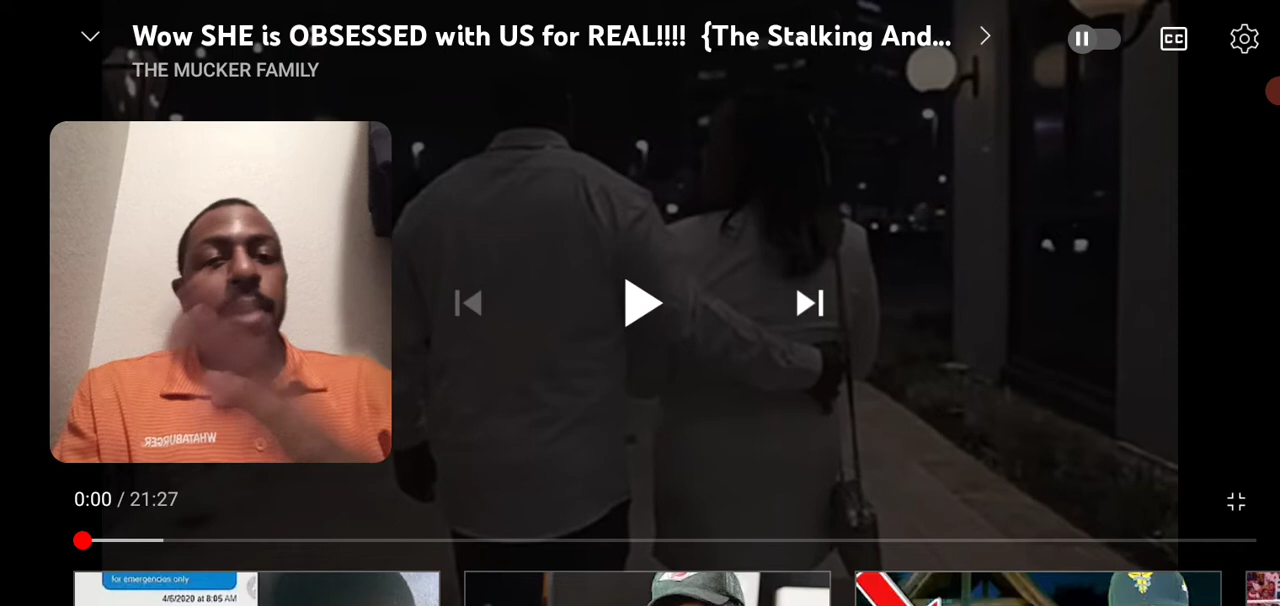 Wow SHE is OBSESSED with US for REAL!!!! {The Stalking And...
THE MUCKER FAMILY
CC
WHATABURGER
0:00 / 21:27
for emergencies only
4/6/2020 at 8:05 AM